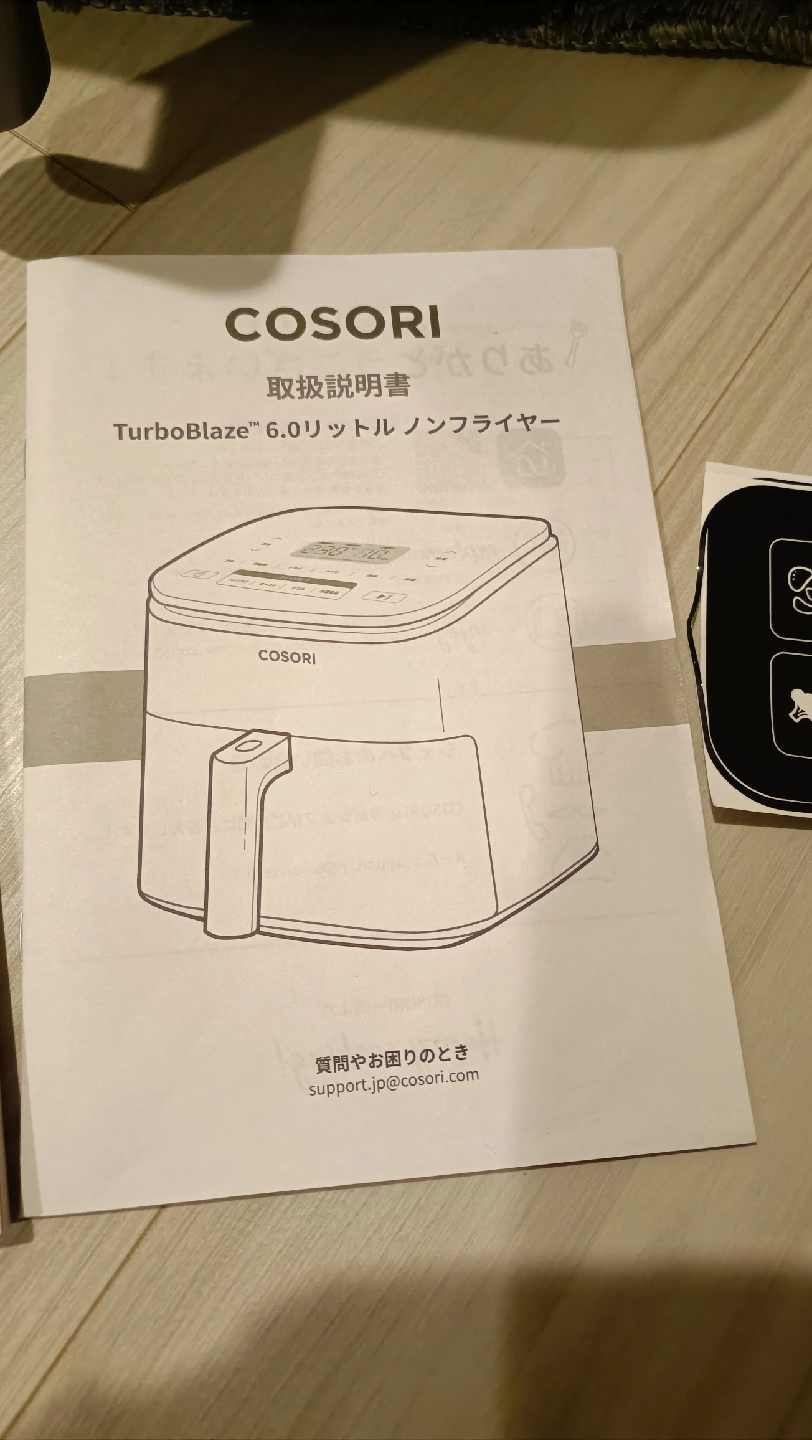 COSORI
取扱説明書
TurboBlaze™ 6.0リットル ノンフライヤー
COSORI
質問やお困りのとき
support.jp@cosori.com